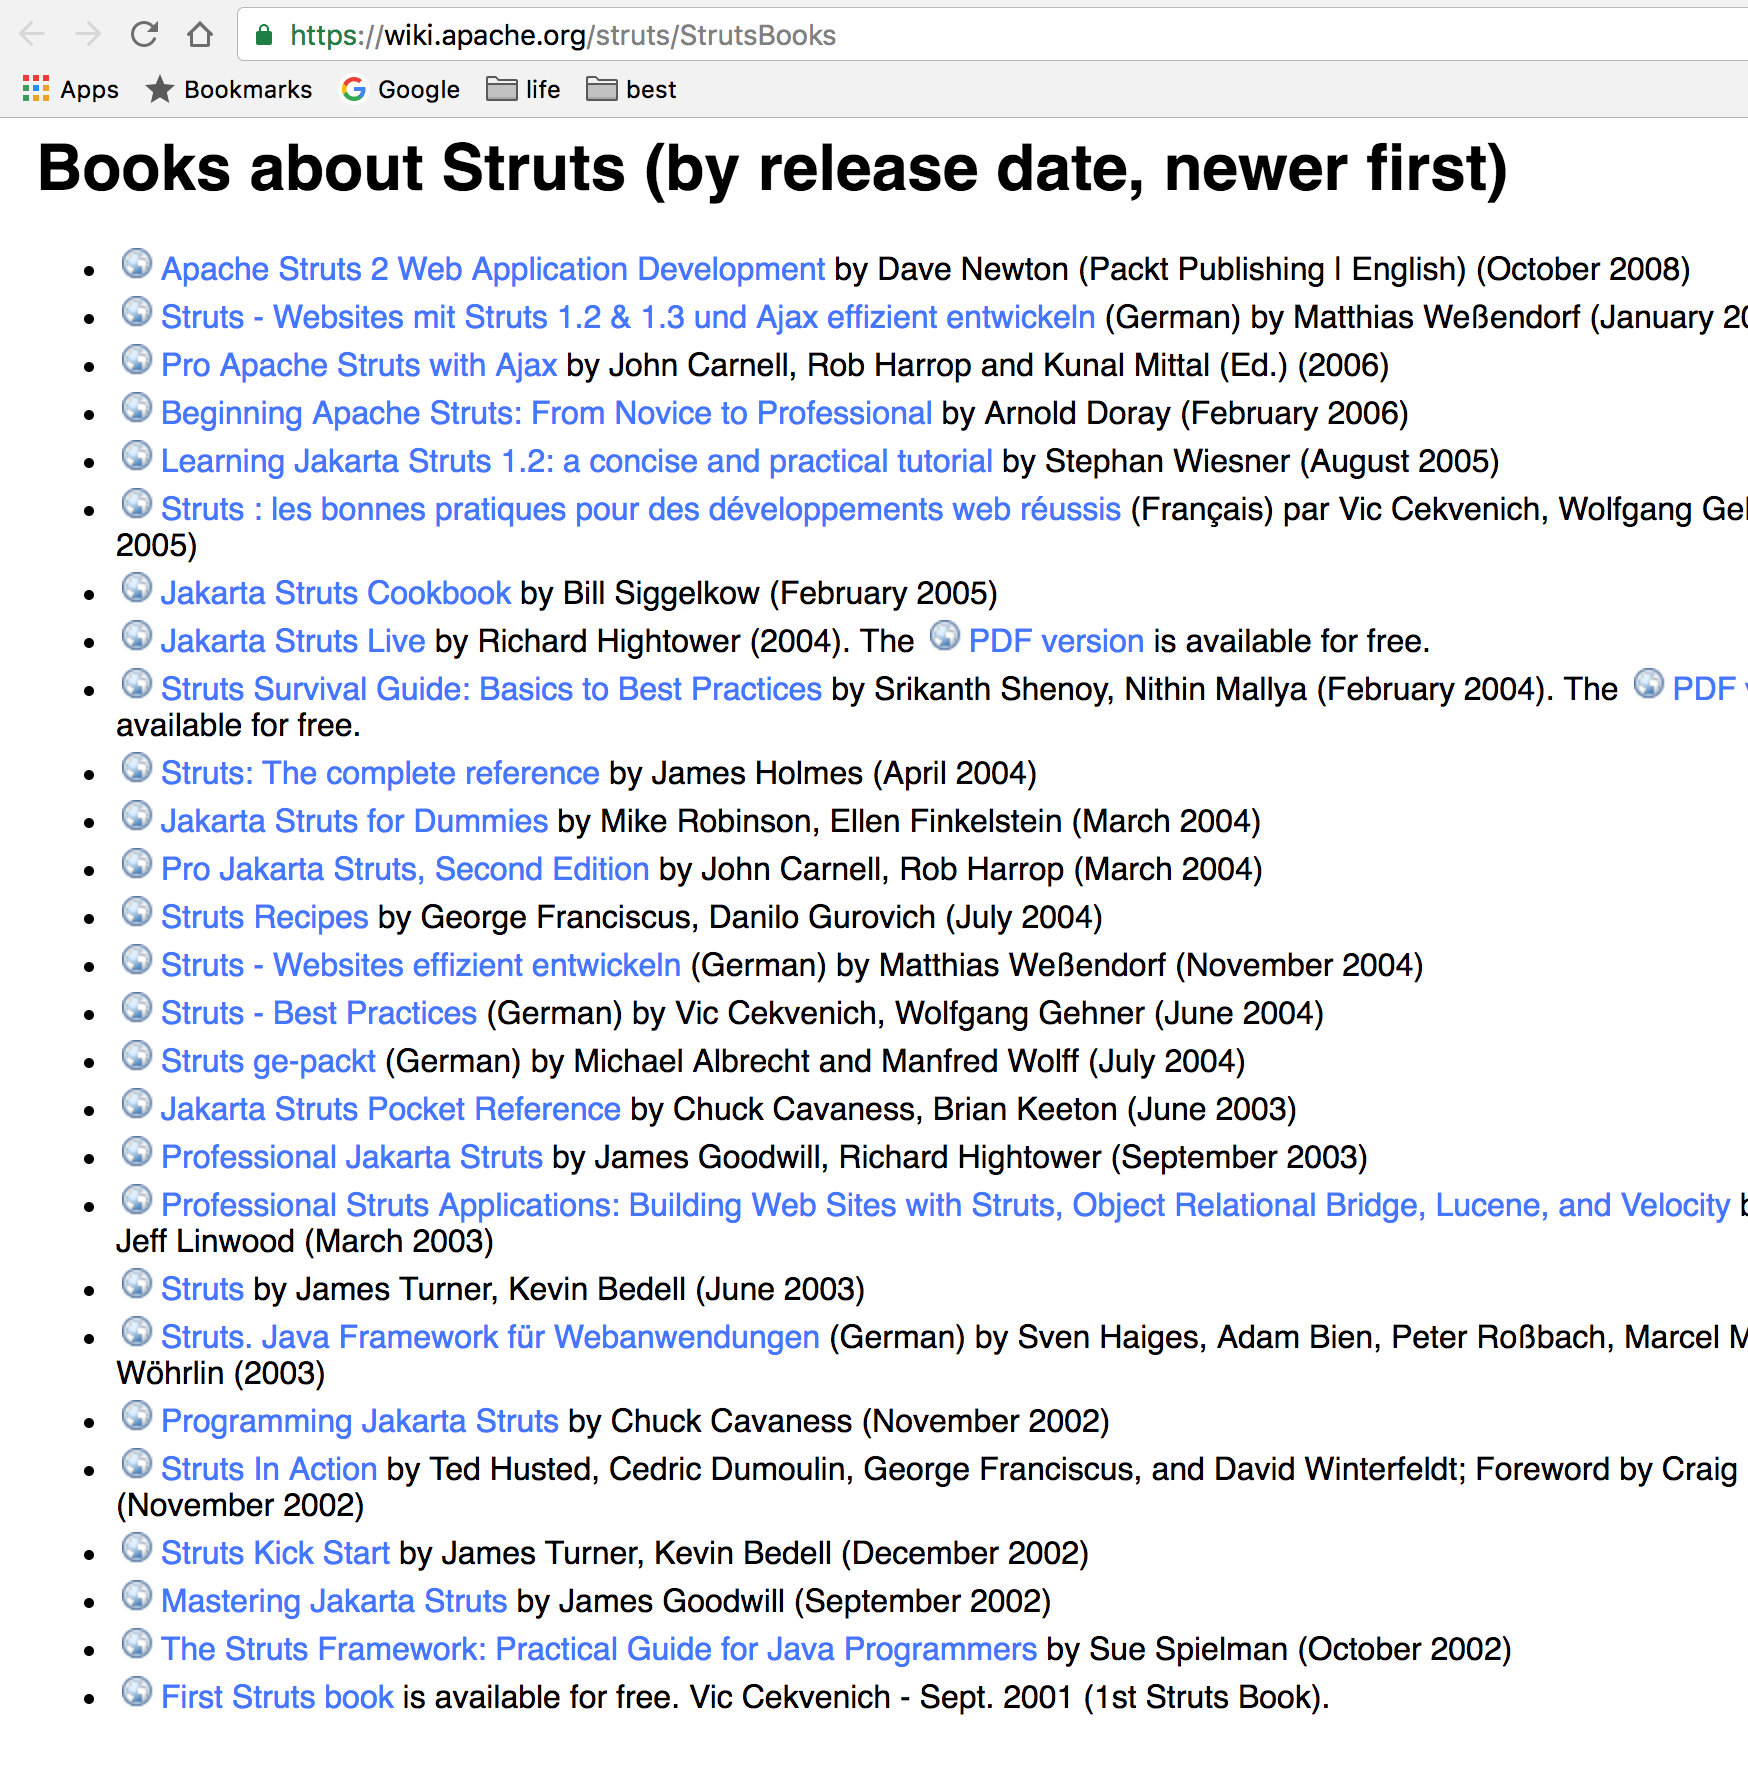 https://wiki.apache.org/struts/StrutsBooks
Apps Bookmarks Google life best
Books about Struts (by release date, newer first)
Apache Struts 2 Web Application Development by Dave Newton (Packt Publishing | English) (October 2008)
Struts - Websites mit Struts 1.2 & 1.3 und Ajax effizient entwickeln (German) by Matthias Weßendorf (January
Pro Apache Struts with Ajax by John Carnell, Rob Harrop and Kunal Mittal (Ed.) (2006)
Beginning Apache Struts: From Novice to Professional by Arnold Doray (February 2006)
Learning Jakarta Struts 1.2: a concise and practical tutorial by Stephan Wiesner (August 2005)
Struts : les bonnes pratiques pour des développements web réussis (Français) par Vic Cekvenich, Wolfgang
2005)
Jakarta Struts Cookbook by Bill Siggelkow (February 2005)
Jakarta Struts Live by Richard Hightower (2004). The PDF version is available for free.
Struts Survival Guide: Basics to Best Practices by Srikanth Shenoy, Nithin Mallya (February 2004). The PDF
available for free.
Struts: The complete reference by James Holmes (April 2004)
Jakarta Struts for Dummies by Mike Robinson, Ellen Finkelstein (March 2004)
Pro Jakarta Struts, Second Edition by John Carnell, Rob Harrop (March 2004)
Struts Recipes by George Franciscus, Danilo Gurovich (July 2004)
Struts - Websites effizient entwickeln (German) by Matthias Weßendorf (November 2004)
Struts - Best Practices (German) by Vic Cekvenich, Wolfgang Gehner (June 2004)
Struts ge-packt (German) by Michael Albrecht and Manfred Wolff (July 2004)
Jakarta Struts Pocket Reference by Chuck Cavaness, Brian Keeton (June 2003)
Professional Jakarta Struts by James Goodwill, Richard Hightower (September 2003)
Professional Struts Applications: Building Web Sites with Struts, Object Relational Bridge, Lucene, and Velocity
Jeff Linwood (March 2003)
Struts by James Turner, Kevin Bedell (June 2003)
Struts. Java Framework für Webanwendungen (German) by Sven Haiges, Adam Bien, Peter Roßbach, Marcel
Wöhrlin (2003)
Programming Jakarta Struts by Chuck Cavaness (November 2002)
Struts In Action by Ted Husted, Cedric Dumoulin, George Franciscus, and David Winterfeldt; Foreword by Craig
(November 2002)
Struts Kick Start by James Turner, Kevin Bedell (December 2002)
Mastering Jakarta Struts by James Goodwill (September 2002)
The Struts Framework: Practical Guide for Java Programmers by Sue Spielman (October 2002)
First Struts book is available for free. Vic Cekvenich - Sept. 2001 (1st Struts Book).